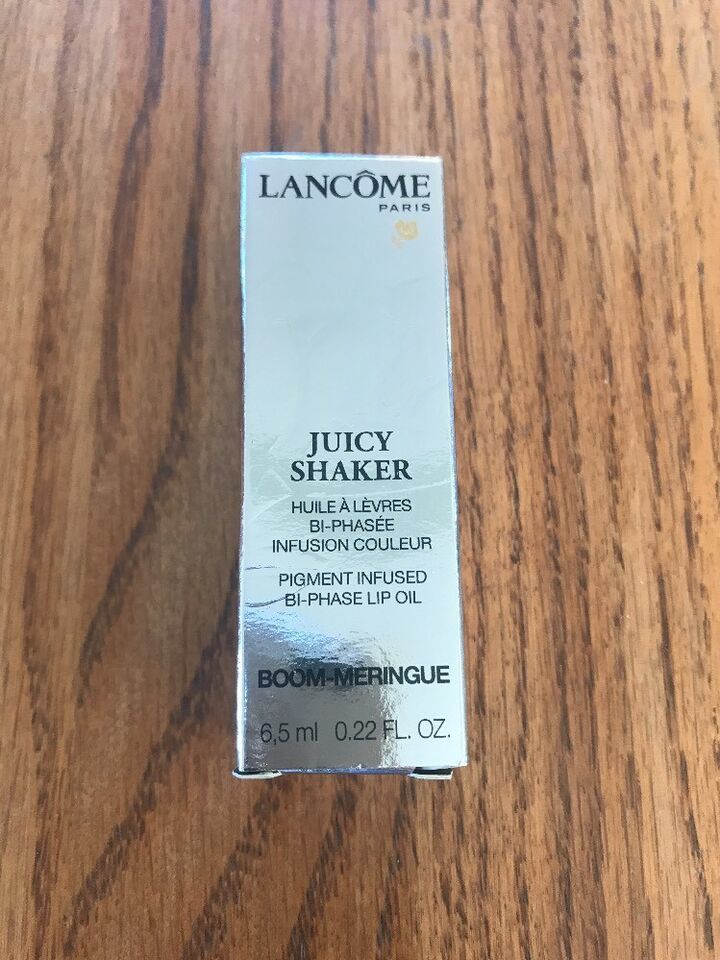 LANCÔME
PARIS
JUICY
SHAKER
HUILE À LÈVRES
BI-PHASÉE
INFUSION COULEUR
PIGMENT INFUSED
BI-PHASE LIP OIL
BOOM-MERINGUE
6,5 ml 0.22 FL. OZ.